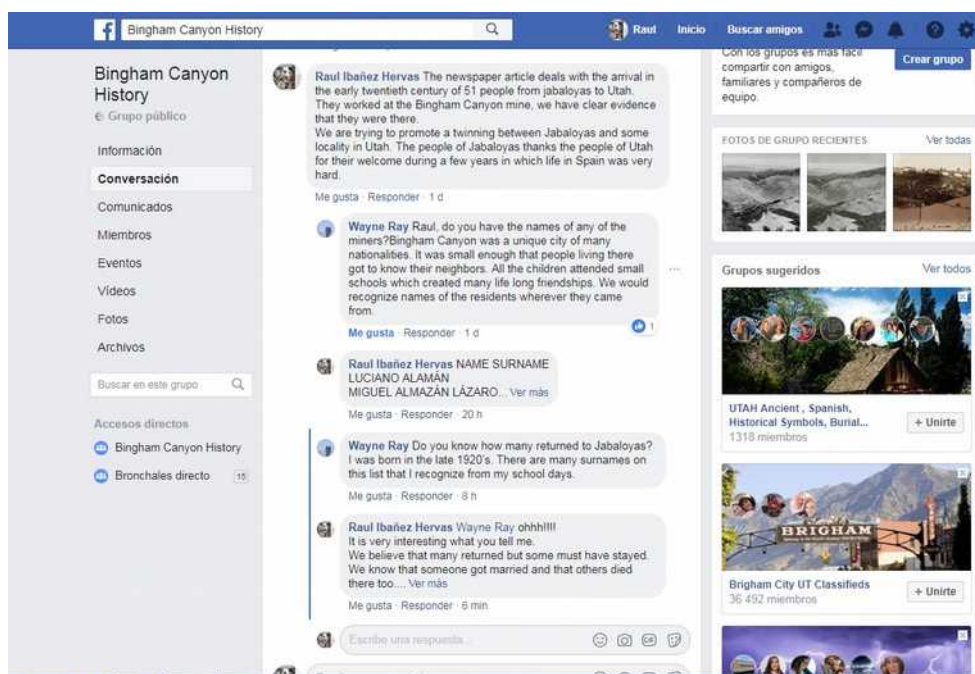 Bingham Canyon History
Raul
Inicio
Buscar amigos
Bingham Canyon
History
Grupo público
Información
Conversación
Comunicados
Miembros
Eventos
Vídeos
Fotos
Archivos
Buscar en este grupo
Accesos directos
Bingham Canyon History
Bronchales directo 15
Raul Ibañez Hervas The newspaper article deals with the arrival in
the early twentieth century of 51 people from jabaloyas to Utah.
They worked at the Bingham Canyon mine, we have clear evidence
that they were there.
We are trying to promote a twinning between Jabaloyas and some
locality in Utah. The people of Jabaloyas thanks the people of Utah
for their welcome during a few years in which life in Spain was very
hard.
Me gusta · Responder · 1 d
Wayne Ray Raul, do you have the names of any of the
miners?Bingham Canyon was a unique city of many
nationalities. It was small enough that people living there
got to know their neighbors. All the children attended small
schools which created many life long friendships. We would
recognize names of the residents wherever they came
from.
1
Me gusta · Responder · 1 d
Raul Ibañez Hervas NAME SURNAME
LUCIANO ALAMÁN
MIGUEL ALMAZÁN LÁZARO... Ver más
Me gusta · Responder · 20 h
Wayne Ray Do you know how many returned to Jabaloyas?
I was born in the late 1920's. There are many surnames on
this list that I recognize from my school days.
Me gusta · Responder · 8 h
Raul Ibañez Hervas Wayne Ray ohhh!!!!
It is very interesting what you tell me.
We believe that many returned but some must have stayed.
We know that someone got married and that others died
there too.... Ver más
Me gusta · Responder · 6 min
Escribe una respuesta...
GIF
Con los grupos es más fácil
compartir con amigos,
familiares y compañeros de
equipo.
Crear grupo
FOTOS DE GRUPO RECIENTES
Ver todas
Grupos sugeridos
Ver todos
UTAH Ancient , Spanish,
Historical Symbols, Burial...
1318 miembros
+ Unirte
BRIGHAM
Brigham City UT Classifieds
36 492 miembros
+ Unirte